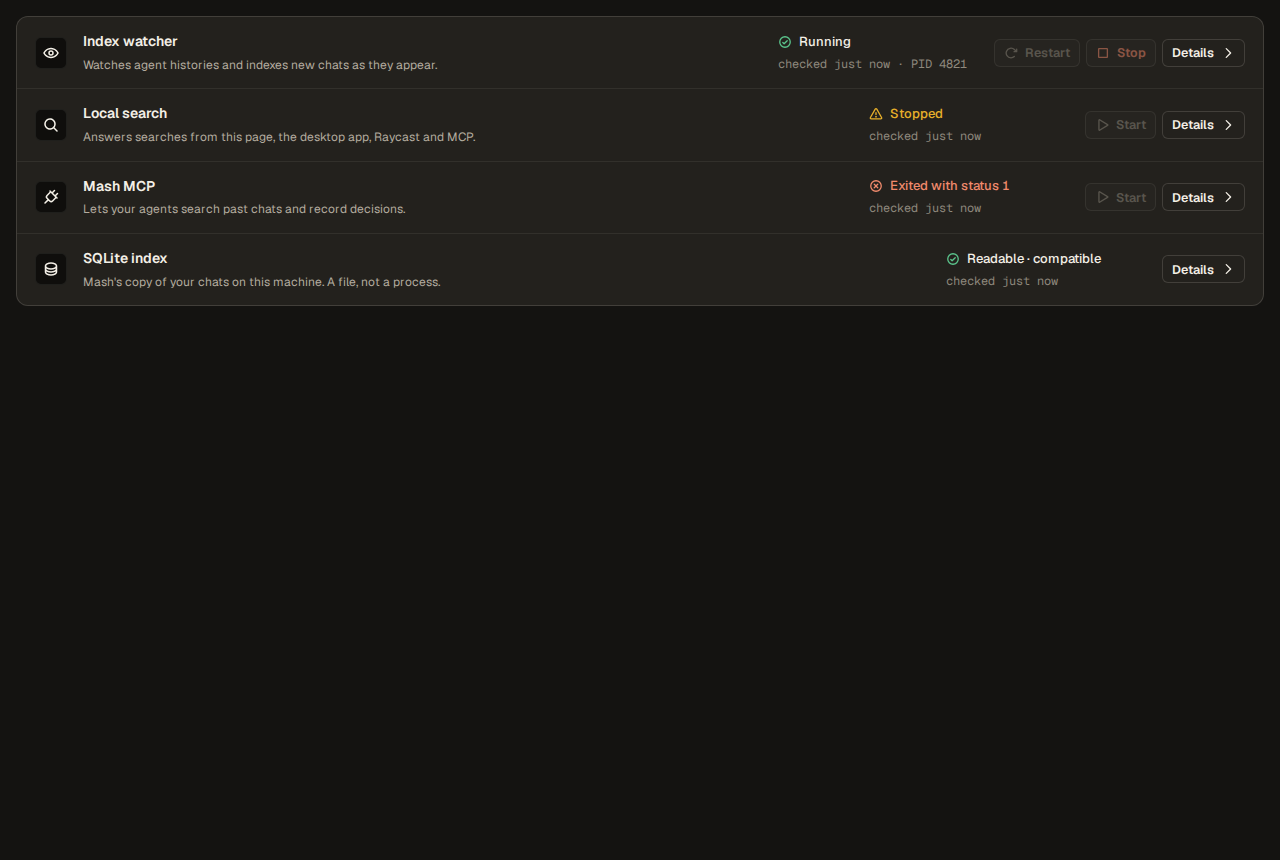 Index watcher
Watches agent histories and indexes new chats as they appear.
Running
checked just now · PID 4821
Restart
Stop
Details
Local search
Answers searches from this page, the desktop app, Raycast and MCP.
Stopped
checked just now
Start
Details
Mash MCP
Lets your agents search past chats and record decisions.
Exited with status 1
checked just now
Start
Details
SQLite index
Mash's copy of your chats on this machine. A file, not a process.
Readable · compatible
checked just now
Details